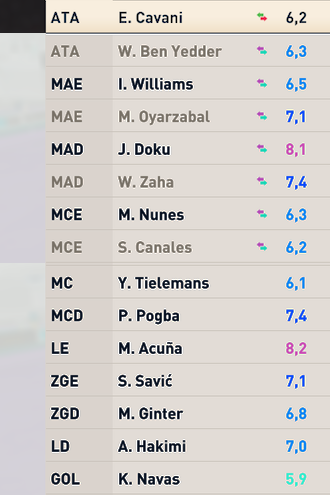 ATA E. Cavani 6,2
ATA W. Ben Yedder 6,3
MAE I. Williams 6,5
MAE M. Oyarzabal 7,1
MAD J. Doku 8,1
MAD W. Zaha 7,4
MCE M. Nunes 6,3
MCE S. Canales 6,2
MC Y. Tielemans 6,1
MCD P. Pogba 7,4
LE M. Acuña 8,2
ZGE S. Savić 7,1
ZGD M. Ginter 6,8
LD A. Hakimi 7,0
GOL K. Navas 5,9